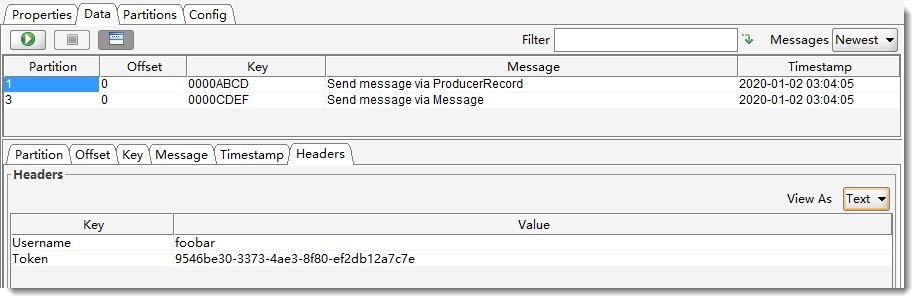 Properties Data Partitions Config
Filter Messages Newest
Partition Offset Key Message Timestamp
1 0 0000ABCD Send message via ProducerRecord 2020-01-02 03:04:05
3 0 0000CDEF Send message via Message 2020-01-02 03:04:05
Partition Offset Key Message Timestamp Headers
Headers
View As Text
Key Value
Username foobar
Token 9546be30-3373-4ae3-8f80-ef2db12a7c7e